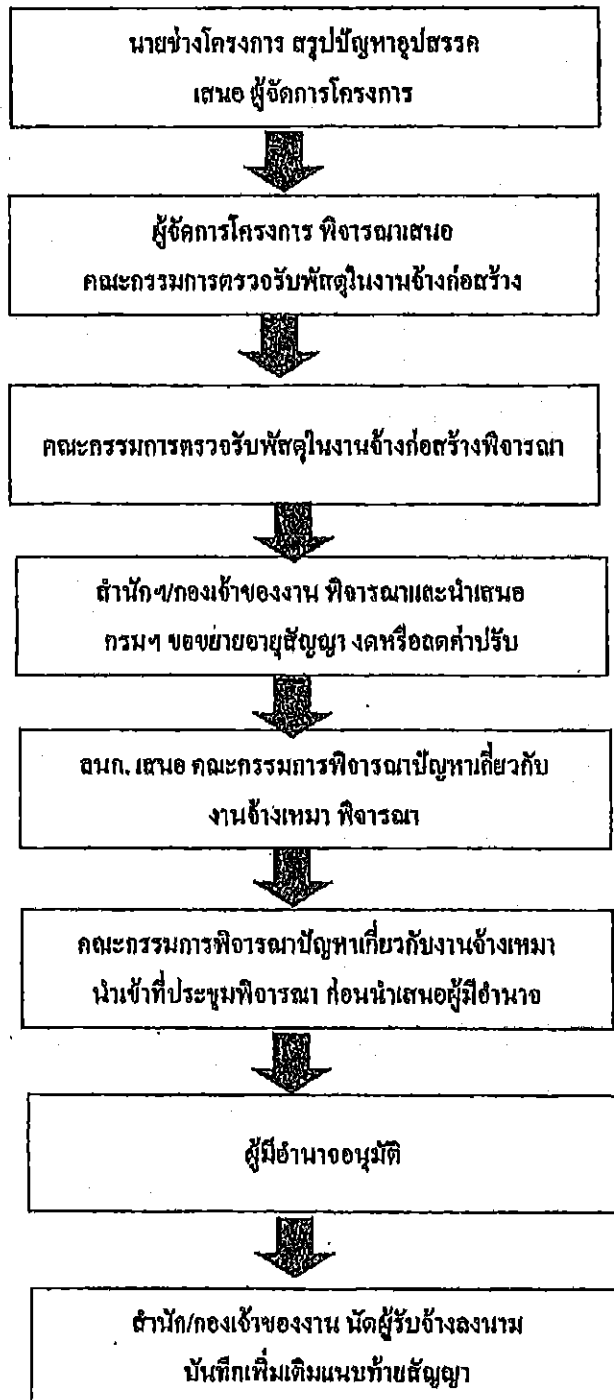 นายช่างโครงการ สรุปปัญหาอุปสรรค
เสนอ ผู้จัดการโครงการ
ผู้จัดการโครงการ พิจารณาเสนอ
คณะกรรมการตรวจรับพัสดุในงานจ้างก่อสร้าง
คณะกรรมการตรวจรับพัสดุในงานจ้างก่อสร้างพิจารณา
สำนักฯ/กองเจ้าของงาน พิจารณาและนำเสนอ
กรมฯ ขอขยายอายุสัญญา งดหรือลดค่าปรับ
สนก. เสนอ คณะกรรมการพิจารณาปัญหาเกี่ยวกับ
งานจ้างเหมา พิจารณา
คณะกรรมการพิจารณาปัญหาเกี่ยวกับงานจ้างเหมา
นำเข้าที่ประชุมพิจารณา ก่อนนำเสนอผู้มีอำนาจ
ผู้มีอำนาจอนุมัติ
สำนัก/กองเจ้าของงาน นัดผู้รับจ้างลงนาม
บันทึกเพิ่มเติมแนบท้ายสัญญา